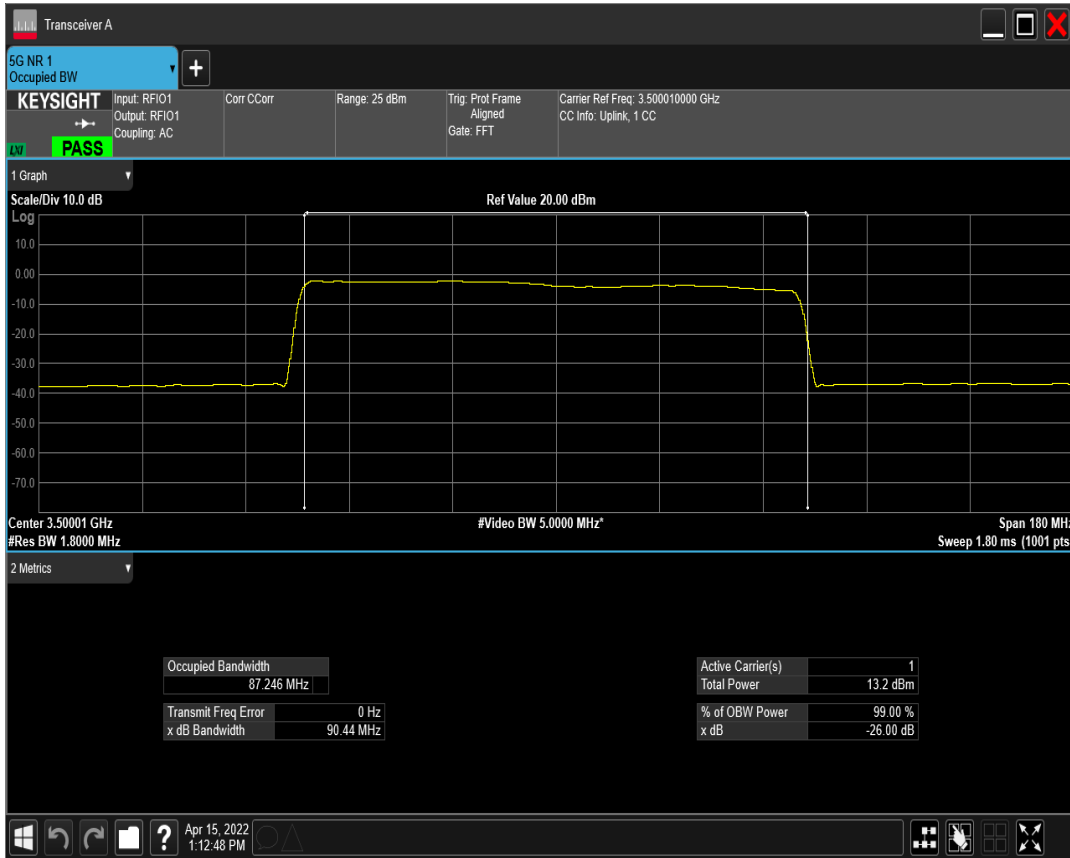 Transceiver A
5G NR 1
Occupied BW
+
KEYSIGHT
LXI
PASS
Input: RFIO1
Output: RFIO1
Coupling: AC
Corr CCorr
Range: 25 dBm
Trig: Prot Frame
Aligned
Gate: FFT
Carrier Ref Freq: 3.500010000 GHz
CC Info: Uplink, 1 CC
1 Graph
Scale/Div 10.0 dB
Ref Value 20.00 dBm
Log
10.0
0.00
-10.0
-20.0
-30.0
-40.0
-50.0
-60.0
-70.0
Center 3.50001 GHz
#Video BW 5.0000 MHz*
Span 180 MHz
#Res BW 1.8000 MHz
Sweep 1.80 ms (1001 pts
2 Metrics
Occupied Bandwidth
87.246 MHz
Transmit Freq Error 0 Hz
x dB Bandwidth 90.44 MHz
Active Carrier(s) 1
Total Power 13.2 dBm
% of OBW Power 99.00 %
x dB -26.00 dB
?
Apr 15, 2022
1:12:48 PM